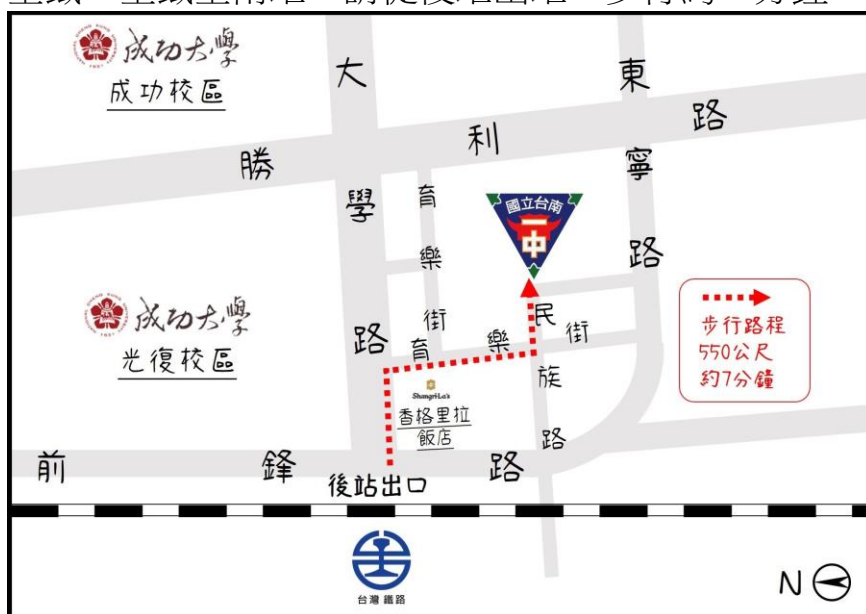 成功大學
成功校區
大學路
東寧路
勝利路
國立台南
一中
育樂街
育樂街
民族路
成功大學
光復校區
步行路程
550公尺
約7分鐘
Shangri-La's
香格里拉
飯店
前鋒路
後站出口
台灣鐵路
N